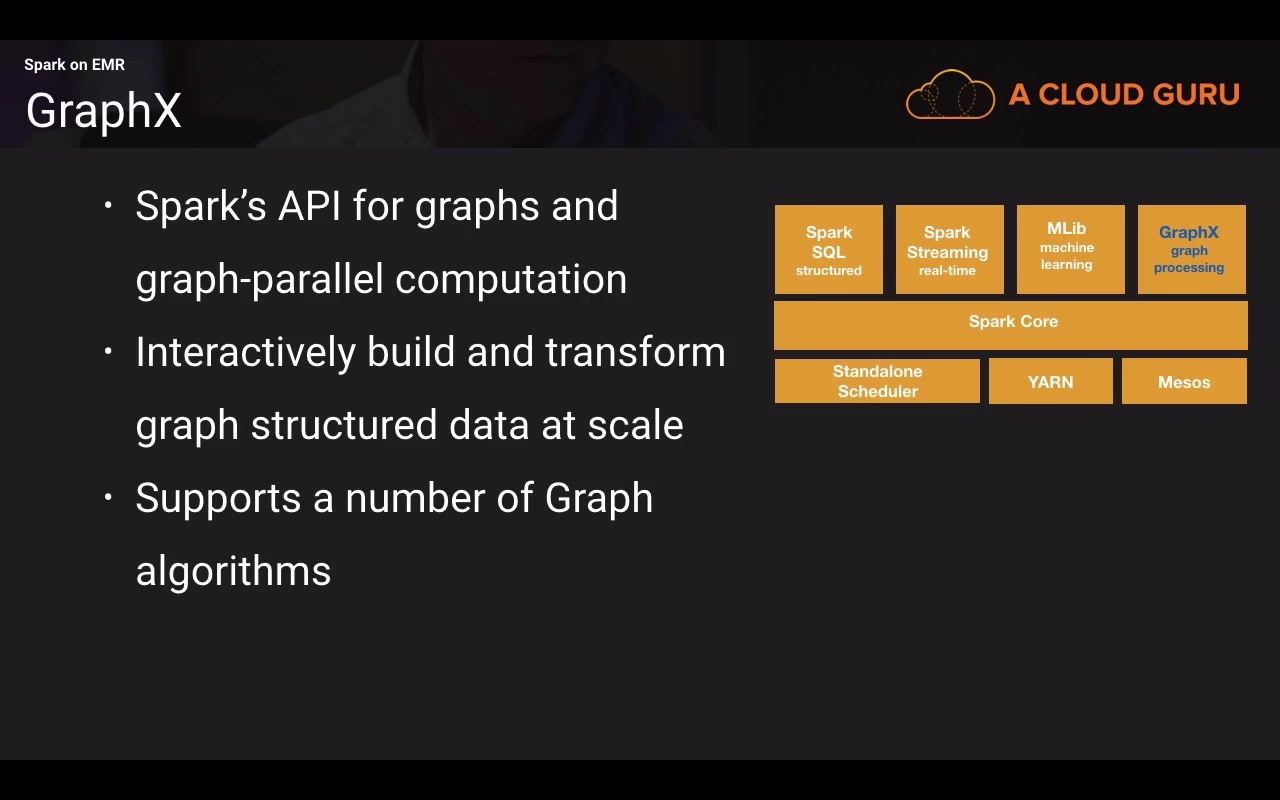 Spark on EMR
GraphX
A CLOUD GURU
• Spark’s API for graphs and
graph-parallel computation
• Interactively build and transform
graph structured data at scale
• Supports a number of Graph
algorithms
Spark
SQL
structured
Spark
Streaming
real-time
MLib
machine
learning
GraphX
graph
processing
Spark Core
Standalone
Scheduler
YARN
Mesos